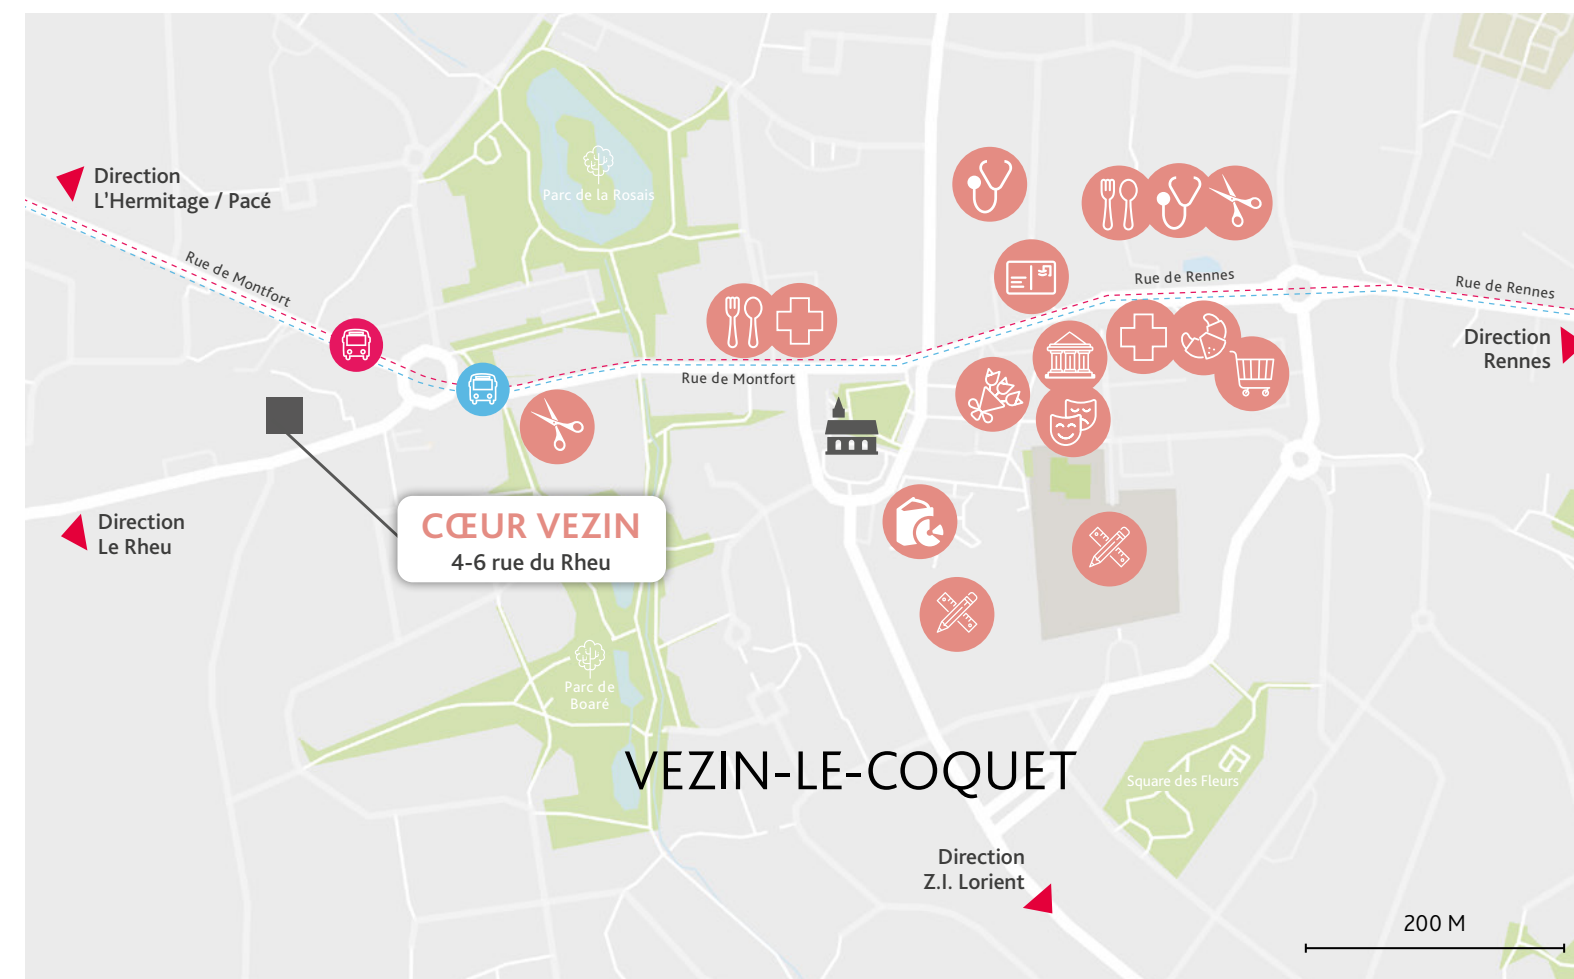 Direction
L'Hermitage / Pacé
Parc de la Rosais
Rue de Montfort
Rue de Rennes
Rue de Rennes
Direction
Rennes
Rue de Montfort
Direction
Le Rheu
CŒUR VEZIN
4-6 rue du Rheu
Parc de
Boaré
VEZIN-LE-COQUET
Square des Fleurs
Direction
Z.I. Lorient
200 M